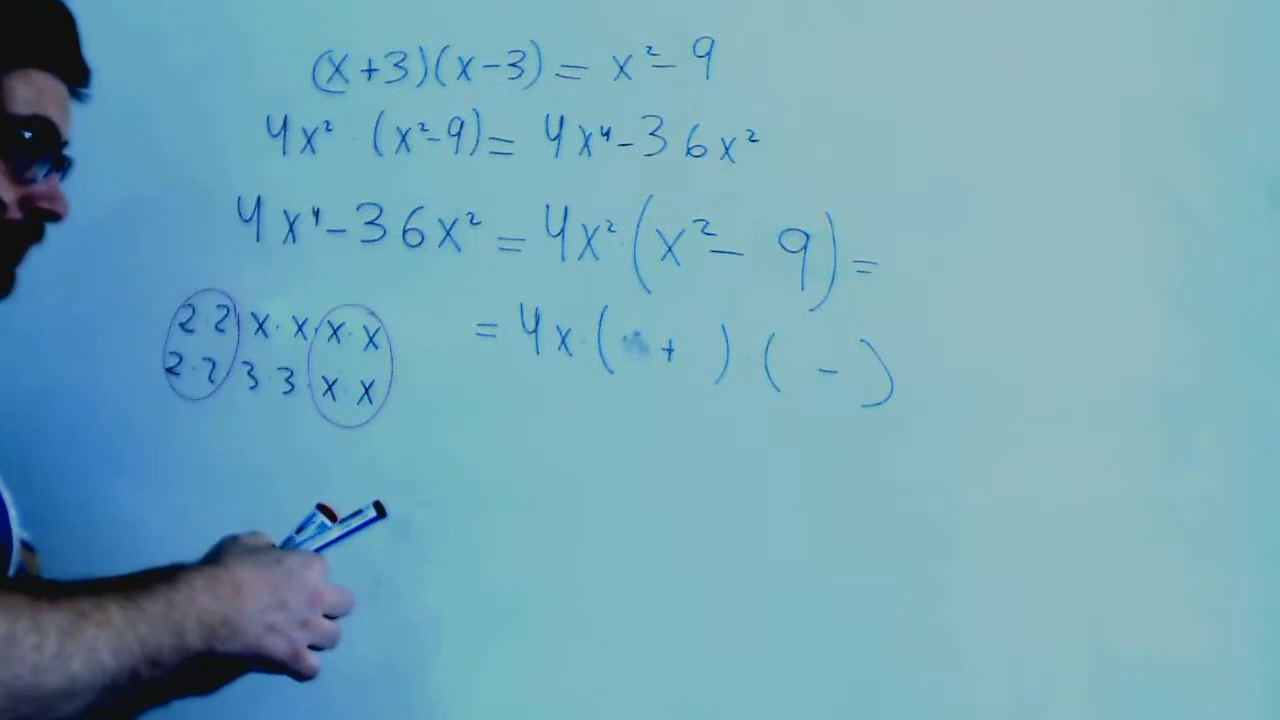 (x+3)(x-3) = x²-9
4x² · (x²-9) = 4x⁴-36x²
4x⁴-36x² = 4x² (x²- 9) =
2·2 x·x·x·x
2·2 3·3 x·x
= 4x·( + ) ( - )